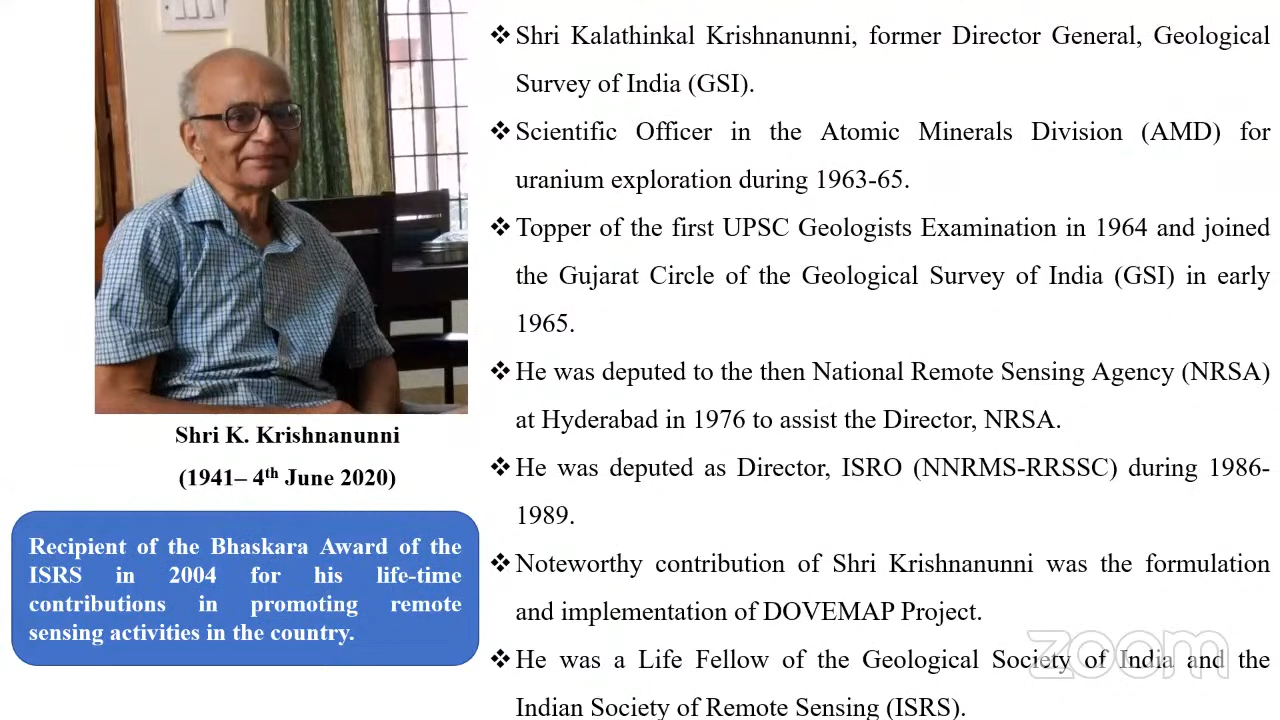 Shri K. Krishnanunni
(1941– 4th June 2020)
Recipient of the Bhaskara Award of the
ISRS in 2004 for his life-time
contributions in promoting remote
sensing activities in the country.
❖ Shri Kalathinkal Krishnanunni, former Director General, Geological
Survey of India (GSI).
❖ Scientific Officer in the Atomic Minerals Division (AMD) for
uranium exploration during 1963-65.
❖ Topper of the first UPSC Geologists Examination in 1964 and joined
the Gujarat Circle of the Geological Survey of India (GSI) in early
1965.
❖ He was deputed to the then National Remote Sensing Agency (NRSA)
at Hyderabad in 1976 to assist the Director, NRSA.
❖ He was deputed as Director, ISRO (NNRMS-RRSSC) during 1986-
1989.
❖ Noteworthy contribution of Shri Krishnanunni was the formulation
and implementation of DOVEMAP Project.
❖ He was a Life Fellow of the Geological Society of India and the
Indian Society of Remote Sensing (ISRS).
zoom